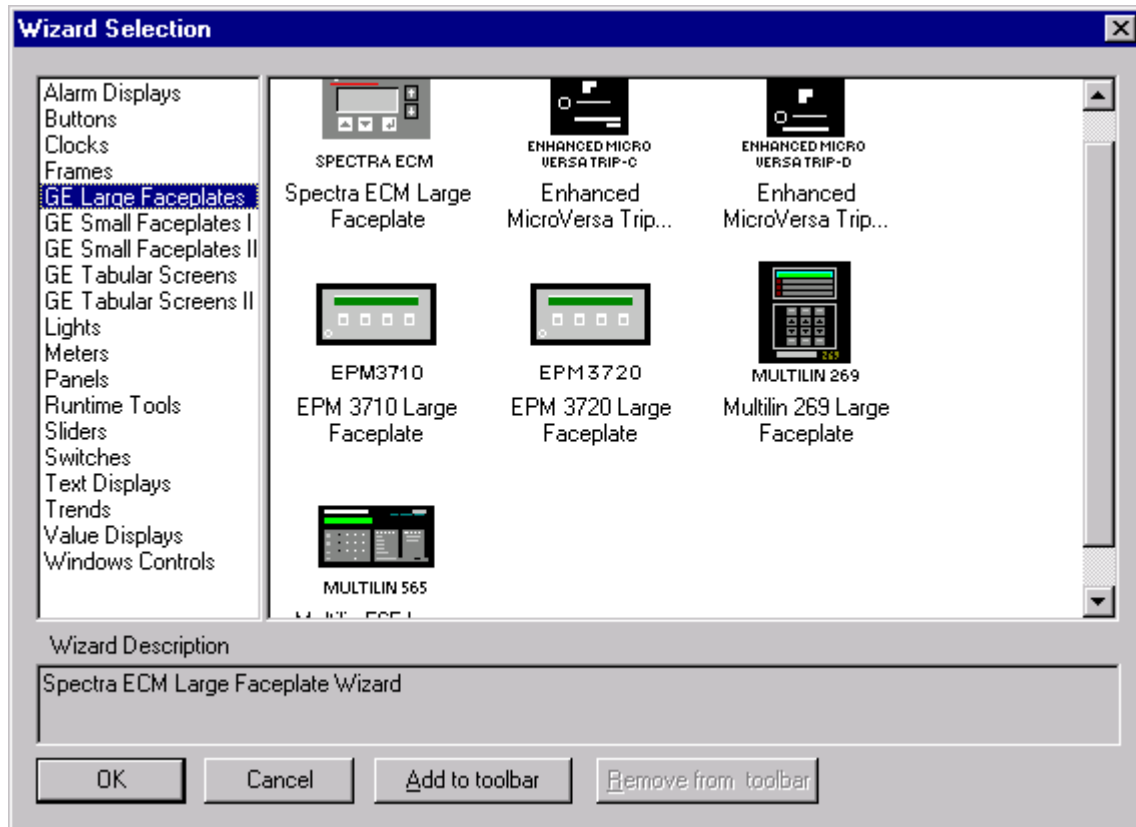 Wizard Selection
Alarm Displays
Buttons
Clocks
Frames
GE Large Faceplates
GE Small Faceplates I
GE Small Faceplates II
GE Tabular Screens
GE Tabular Screens II
Lights
Meters
Panels
Runtime Tools
Sliders
Switches
Text Displays
Trends
Value Displays
Windows Controls
SPECTRA ECM
Spectra ECM Large
Faceplate
ENHANCED MICRO
VERSA TRIP-C
Enhanced
MicroVersa Trip...
ENHANCED MICRO
VERSA TRIP-D
Enhanced
MicroVersa Trip...
EPM3710
EPM 3710 Large
Faceplate
EPM3720
EPM 3720 Large
Faceplate
269
MULTILIN 269
Multilin 269 Large
Faceplate
MULTILIN 565
Wizard Description
Spectra ECM Large Faceplate Wizard
OK
Cancel
Add to toolbar
Remove from toolbar